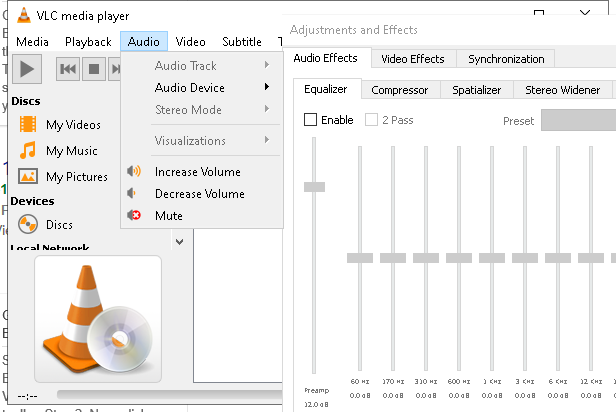 VLC media player
Media Playback Audio Video Subtitle T
Audio Track
Audio Device
Stereo Mode
Visualizations
Increase Volume
Decrease Volume
Mute
Discs
My Videos
My Music
My Pictures
Devices
Discs
Local Network
--:--
Adjustments and Effects
Audio Effects Video Effects Synchronization
Equalizer Compressor Spatializer Stereo Widener
Enable 2 Pass Preset
60 Hz 170 Hz 310 Hz 600 Hz 1 KHz 3 KHz 6 KHz 12 KHz
Preamp 0.0 dB 0.0 dB 0.0 dB 0.0 dB 0.0 dB 0.0 dB 0.0 dB 0.0 dB
12.0 dB